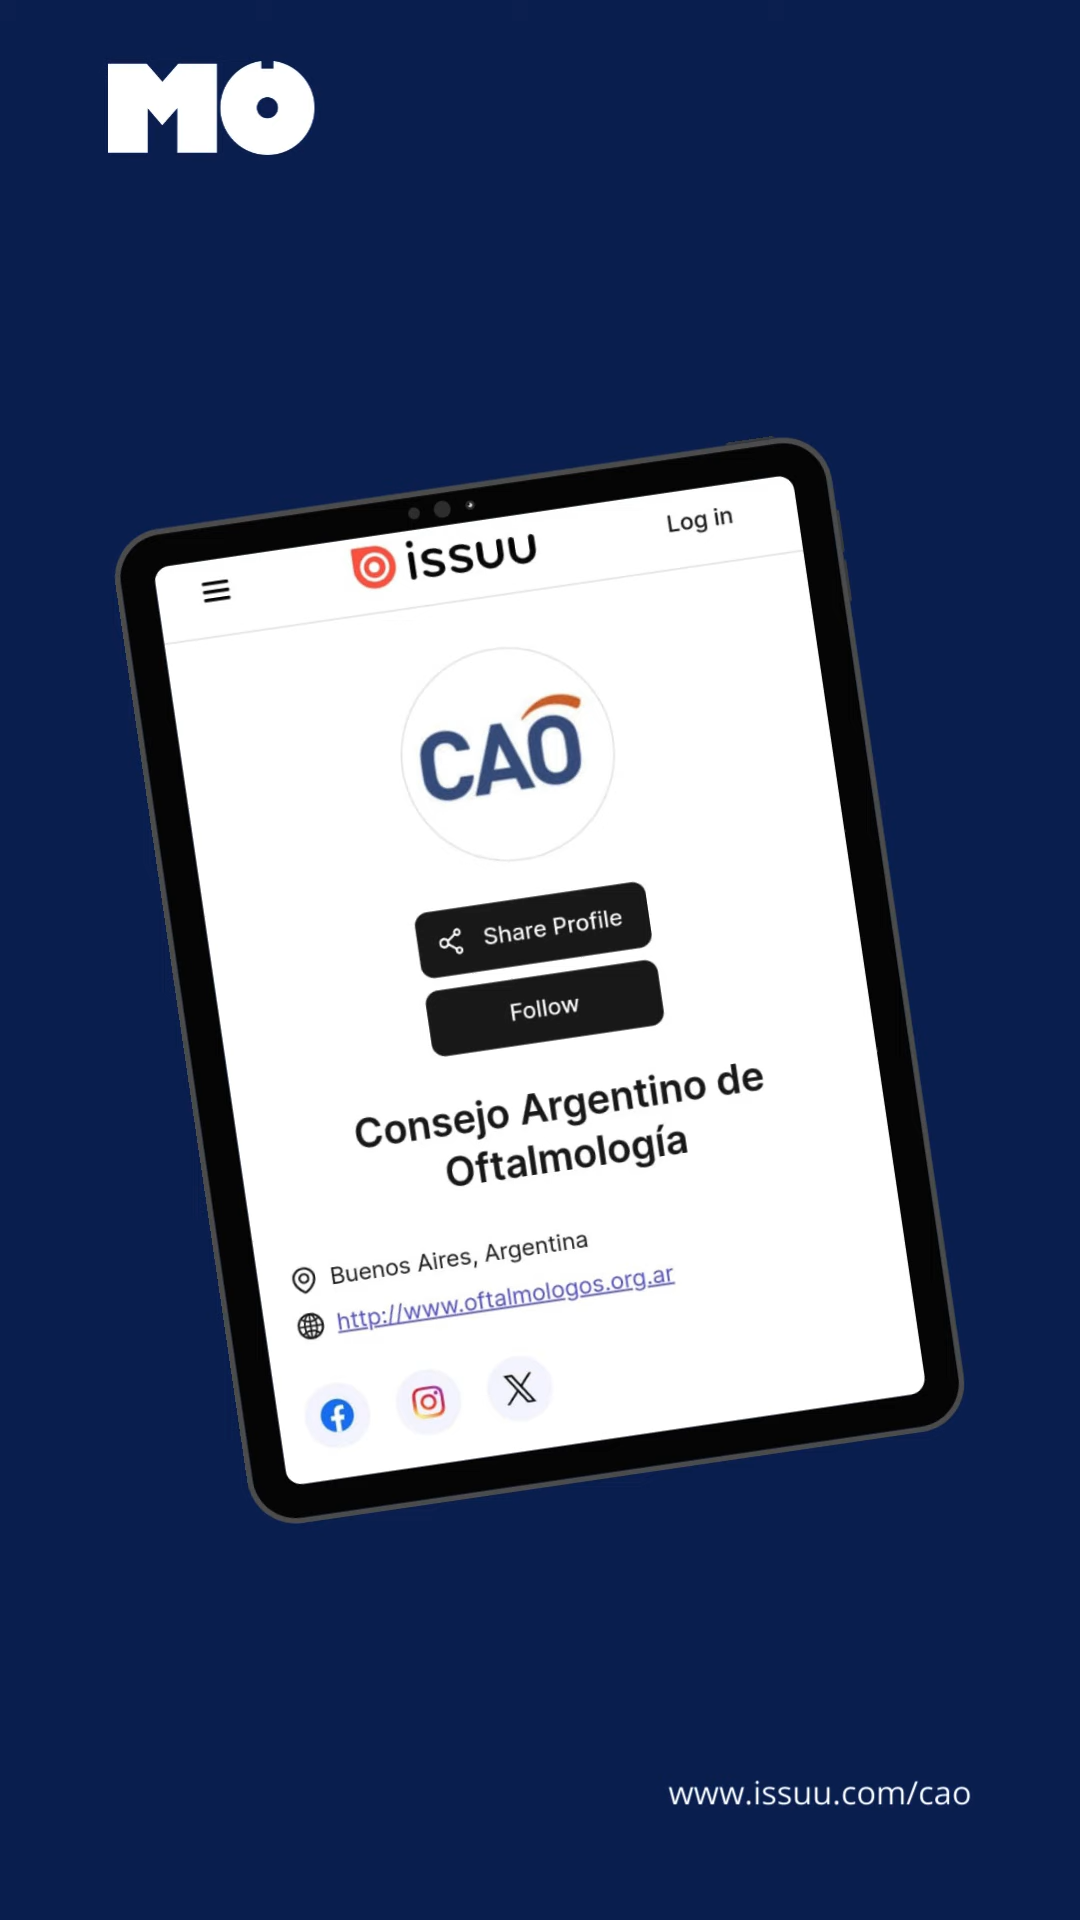 MO
issuu
Log in
CAO
Share Profile
Follow
Consejo Argentino de
Oftalmología
Buenos Aires, Argentina
http://www.oftalmologos.org.ar
www.issuu.com/cao